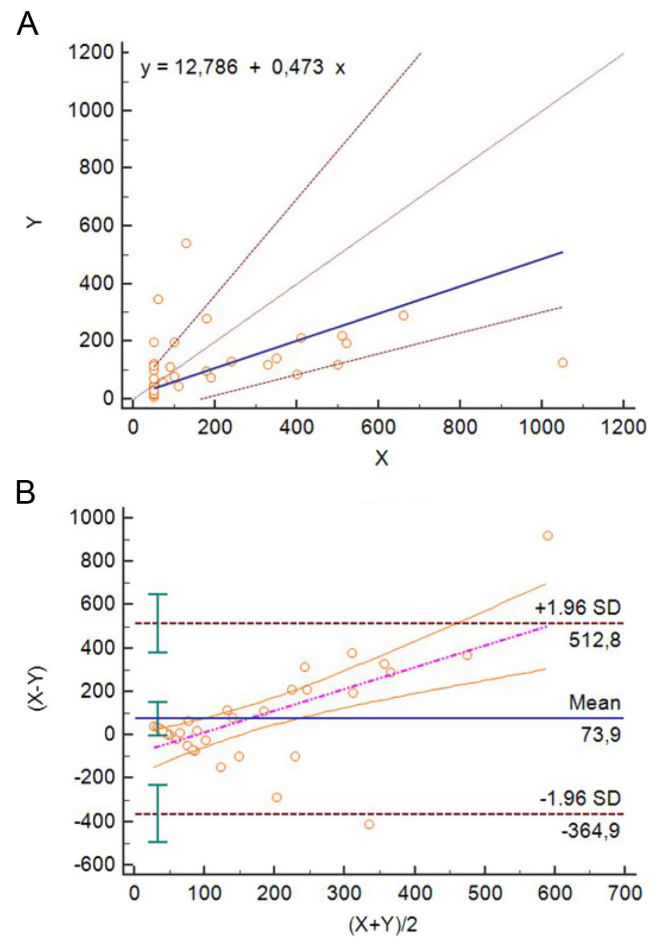 A
1200
y = 12,786 + 0,473 x
1000
800
Y
600
400
200
0
0 200 400 600 800 1000 1200
X
B
1000
800
600
+1.96 SD
512,8
400
(X-Y)
200
Mean
73,9
0
-200
-1.96 SD
-364,9
-400
-600
0 100 200 300 400 500 600 700
(X+Y)/2